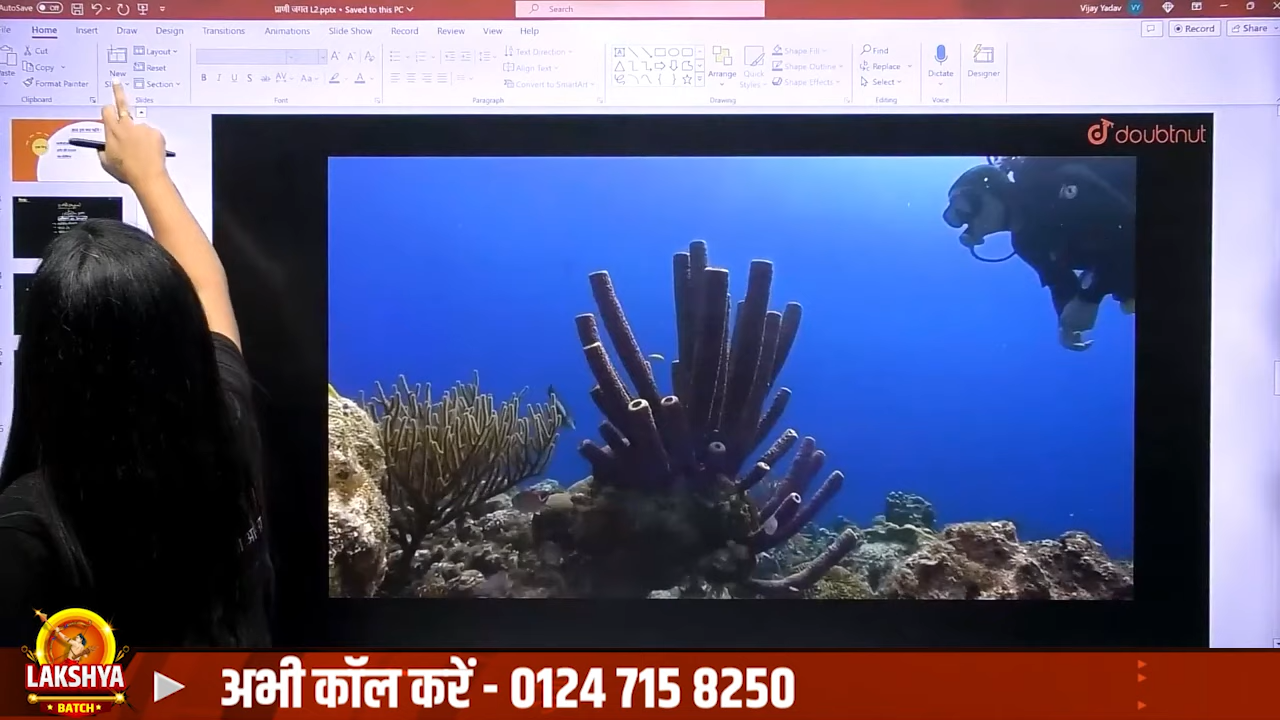 AutoSave Off
प्राणी जगत L2.pptx • Saved to this PC
Search
Vijay Yadav VY
Home Insert Draw Design Transitions Animations Slide Show Record Review View Help
Record Share
Cut
Copy
Format Painter
Clipboard
New
Layout
Reset
Section
Slides
Font
Text Direction
Align Text
Convert to SmartArt
Paragraph
Arrange
Quick
Styles
Shape Fill
Shape Outline
Shape Effects
Drawing
Find
Replace
Select
Editing
Dictate
Voice
Designer
doubtnut
LAKSHYA
BATCH
अभी कॉल करें - 0124 715 8250